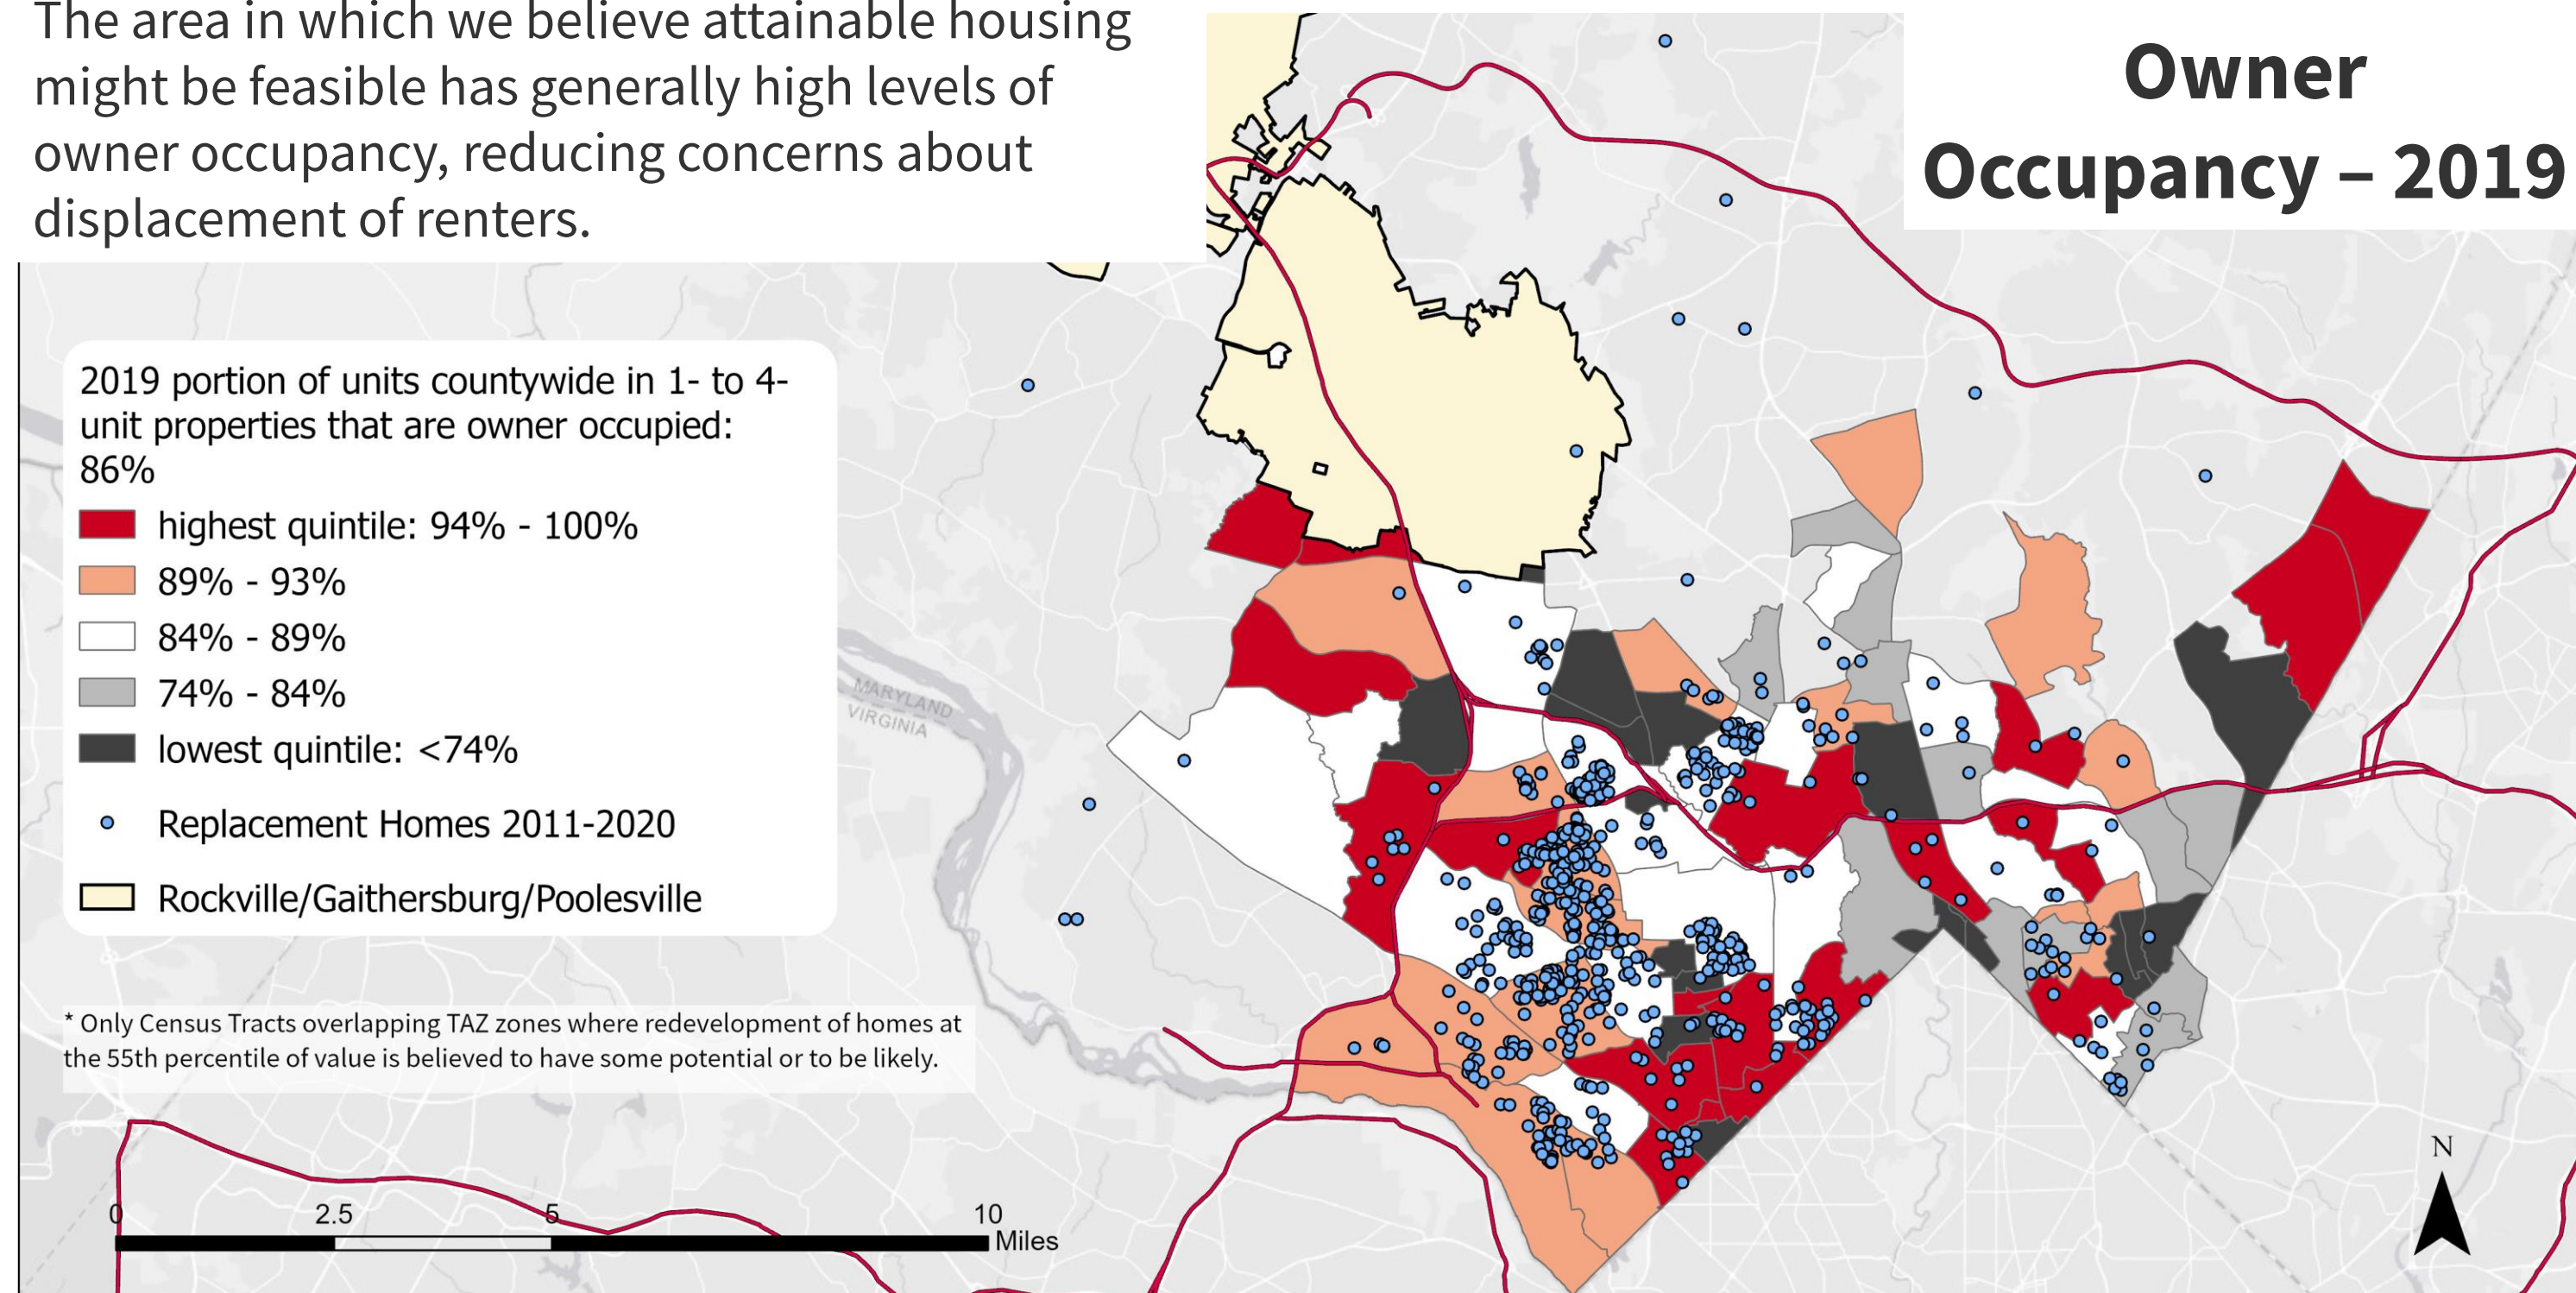 The area in which we believe attainable housing
might be feasible has generally high levels of
owner occupancy, reducing concerns about
displacement of renters.
Owner
Occupancy – 2019
2019 portion of units countywide in 1- to 4-
unit properties that are owner occupied:
86%
highest quintile: 94% - 100%
89% - 93%
84% - 89%
74% - 84%
lowest quintile: <74%
Replacement Homes 2011-2020
Rockville/Gaithersburg/Poolesville
MARYLAND
VIRGINIA
* Only Census Tracts overlapping TAZ zones where redevelopment of homes at
the 55th percentile of value is believed to have some potential or to be likely.
0 2.5 5 10
Miles
N